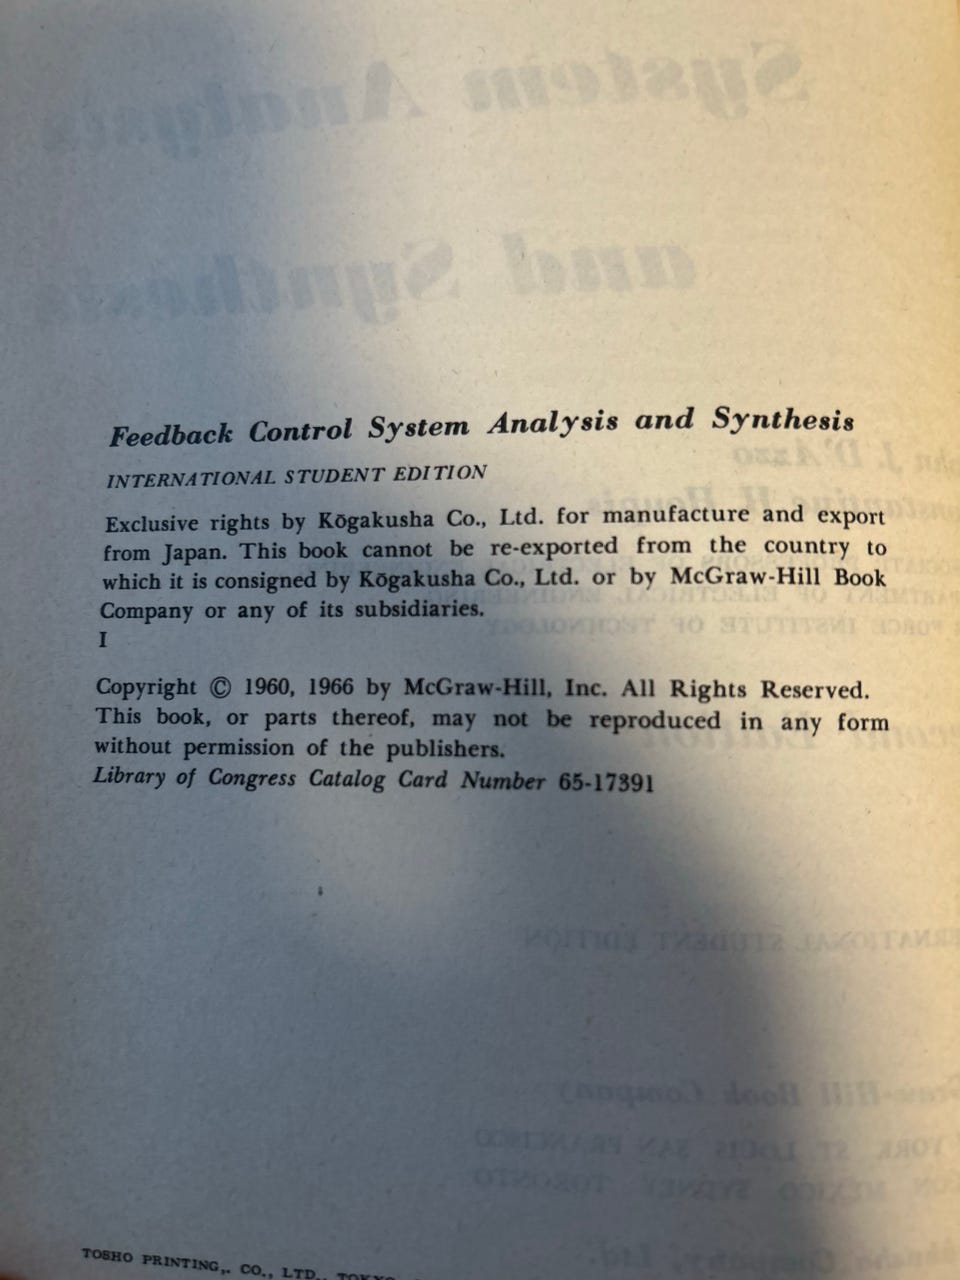 Feedback Control System Analysis and Synthesis
INTERNATIONAL STUDENT EDITION
Exclusive rights by Kōgakusha Co., Ltd. for manufacture and export
from Japan. This book cannot be re-exported from the country to
which it is consigned by Kōgakusha Co., Ltd. or by McGraw-Hill Book
Company or any of its subsidiaries.
I
Copyright © 1960, 1966 by McGraw-Hill, Inc. All Rights Reserved.
This book, or parts thereof, may not be reproduced in any form
without permission of the publishers.
Library of Congress Catalog Card Number 65-17391
TOSHO PRINTING,. CO., LTD., TOKYO